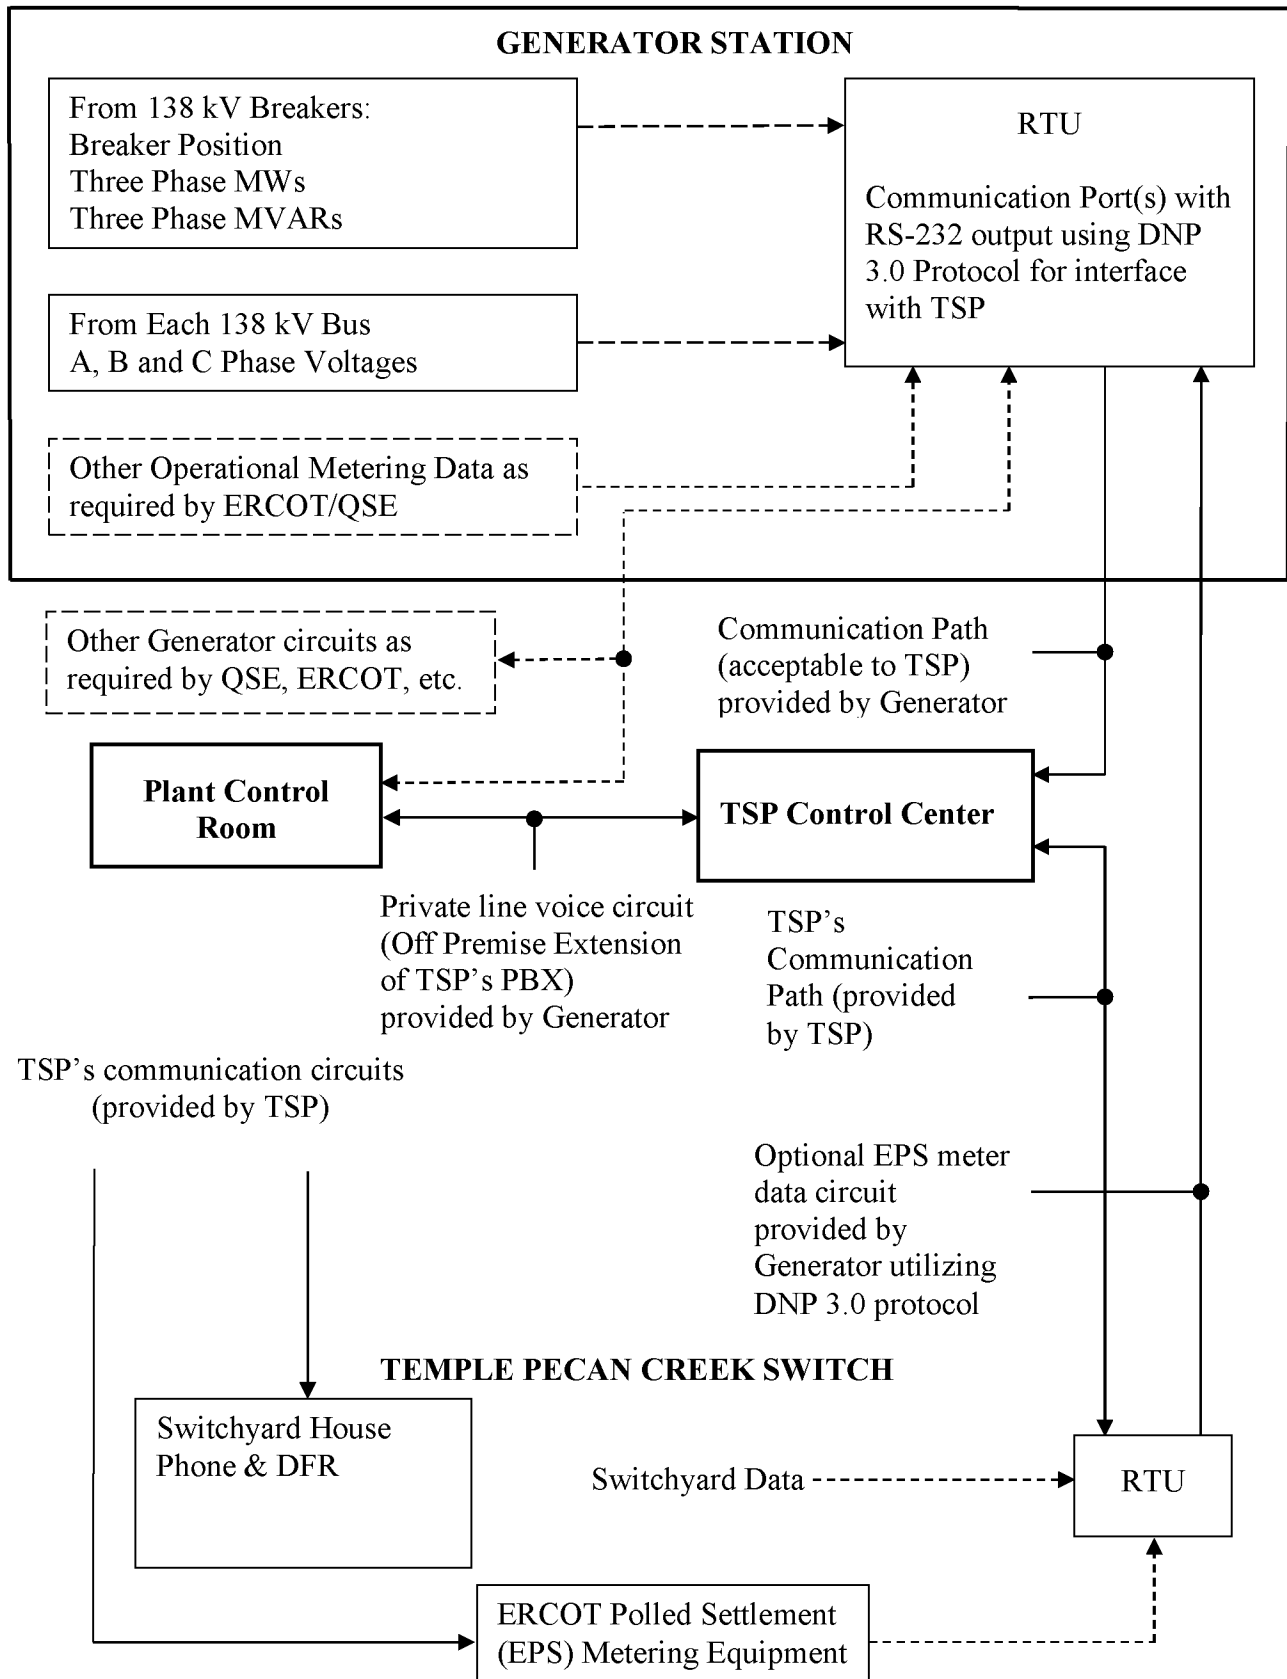 GENERATOR STATION
From 138 kV Breakers:
Breaker Position
Three Phase MWs
Three Phase MVARs
RTU
Communication Port(s) with
RS-232 output using DNP
3.0 Protocol for interface
with TSP
From Each 138 kV Bus
A, B and C Phase Voltages
Other Operational Metering Data as
required by ERCOT/QSE
Other Generator circuits as
required by QSE, ERCOT, etc.
Communication Path
(acceptable to TSP)
provided by Generator
Plant Control
Room
TSP Control Center
Private line voice circuit
(Off Premise Extension
of TSP's PBX)
provided by Generator
TSP's
Communication
Path (provided
by TSP)
TSP's communication circuits
(provided by TSP)
Optional EPS meter
data circuit
provided by
Generator utilizing
DNP 3.0 protocol
TEMPLE PECAN CREEK SWITCH
Switchyard House
Phone & DFR
Switchyard Data
RTU
ERCOT Polled Settlement
(EPS) Metering Equipment